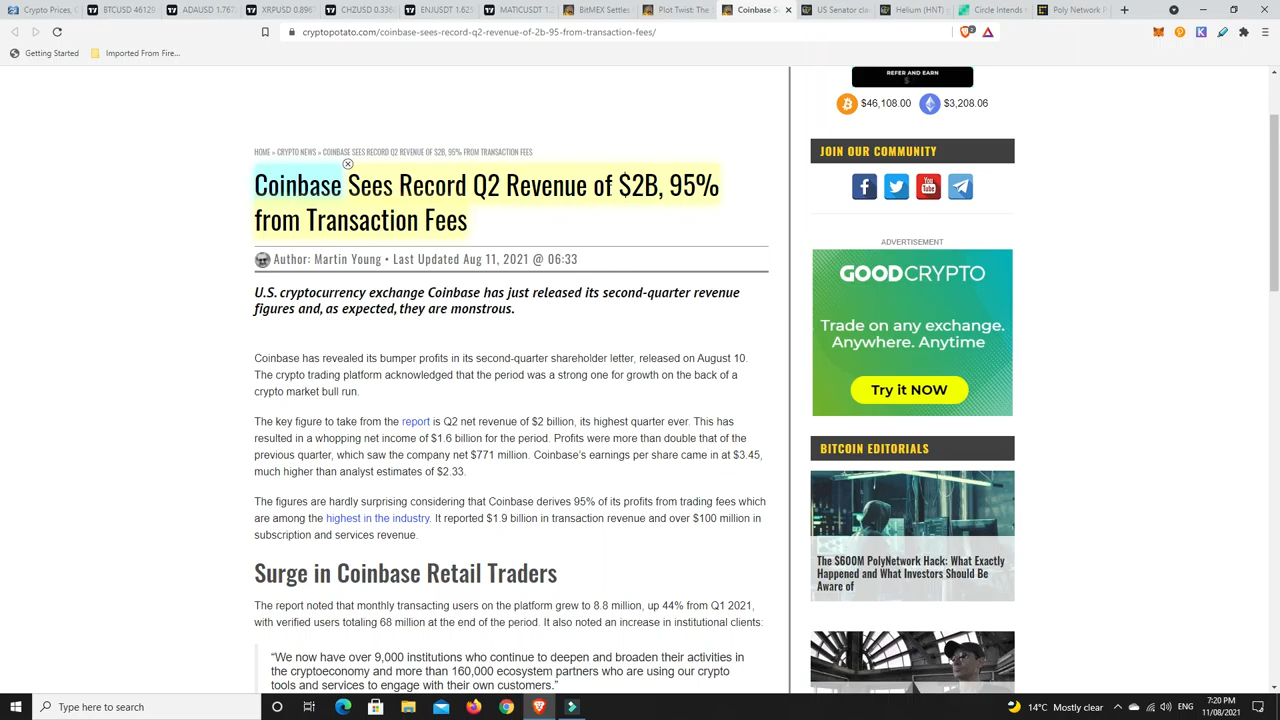 Crypto Prices,
BTCUSD 46129
ADAUSD 1.767
XRPUSD 0.896
CHZUSD 0.336
ENJUSDT 1.621
MATICUSDT 1.
BitMEX Settles
Plot Twist: The
Coinbase S
US Senator cla
Helium (HNT)
Circle Intends
Poly Network F
cryptopotato.com/coinbase-sees-record-q2-revenue-of-2b-95-from-transaction-fees/
Getting Started
Imported From Fire...
REFER AND EARN
$
$46,108.00
$3,208.06
HOME » CRYPTO NEWS » COINBASE SEES RECORD Q2 REVENUE OF $2B, 95% FROM TRANSACTION FEES
Coinbase Sees Record Q2 Revenue of $2B, 95%
from Transaction Fees
Author: Martin Young • Last Updated Aug 11, 2021 @ 06:33
U.S. cryptocurrency exchange Coinbase has just released its second-quarter revenue
figures and, as expected, they are monstrous.
Coinbase has revealed its bumper profits in its second-quarter shareholder letter, released on August 10.
The crypto trading platform acknowledged that the period was a strong one for growth on the back of a
crypto market bull run.
The key figure to take from the report is Q2 net revenue of $2 billion, its highest quarter ever. This has
resulted in a whopping net income of $1.6 billion for the period. Profits were more than double that of the
previous quarter, which saw the company net $771 million. Coinbase's earnings per share came in at $3.45,
much higher than analyst estimates of $2.33.
The figures are hardly surprising considering that Coinbase derives 95% of its profits from trading fees which
are among the highest in the industry. It reported $1.9 billion in transaction revenue and over $100 million in
subscription and services revenue.
Surge in Coinbase Retail Traders
The report noted that monthly transacting users on the platform grew to 8.8 million, up 44% from Q1 2021,
with verified users totaling 68 million at the end of the period. It also noted an increase in institutional clients:
We now have over 9,000 institutions who continue to deepen and broaden their activities in
the cryptoeconomy and more than 160,000 ecosystem partners who are using our crypto
tools and services to engage with their own customers."
JOIN OUR COMMUNITY
You
Tube
ADVERTISEMENT
GOODCRYPTO
Trade on any exchange.
Anywhere. Anytime
Try it NOW
BITCOIN EDITORIALS
The $600M PolyNetwork Hack: What Exactly
Happened and What Investors Should Be
Aware of
Type here to search
14°C Mostly clear
ENG
7:20 PM
11/08/2021